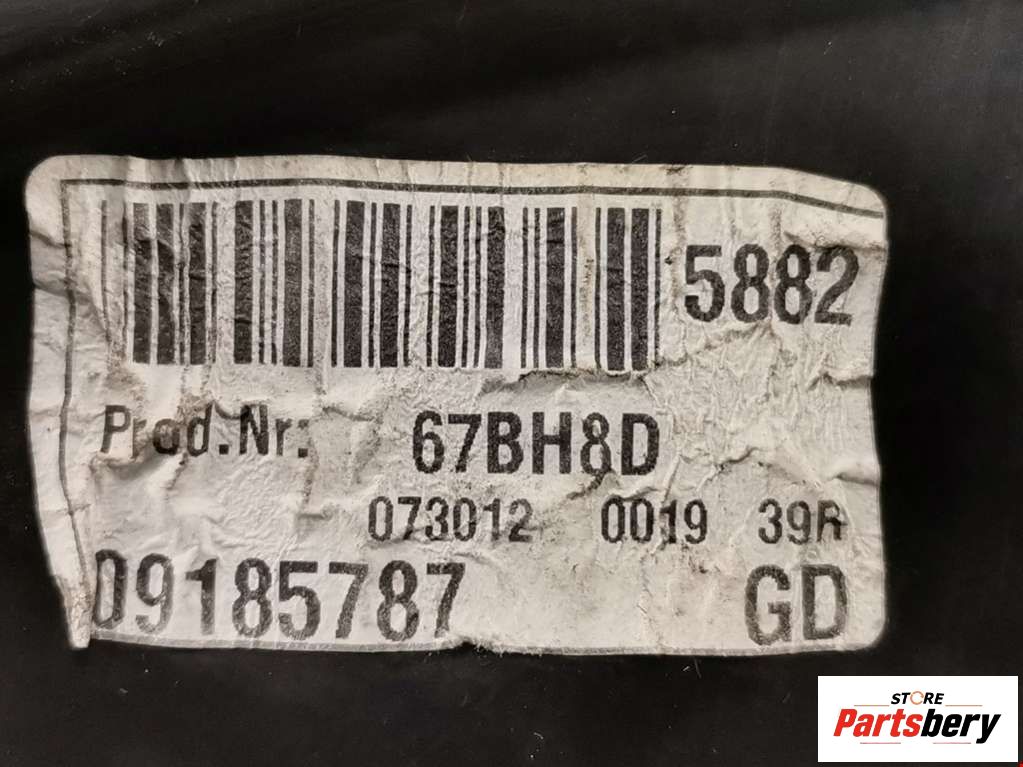 5882
Prod.Nr: 67BH8D
073012 0019 39R
09185787 GD
STORE
Partsbery